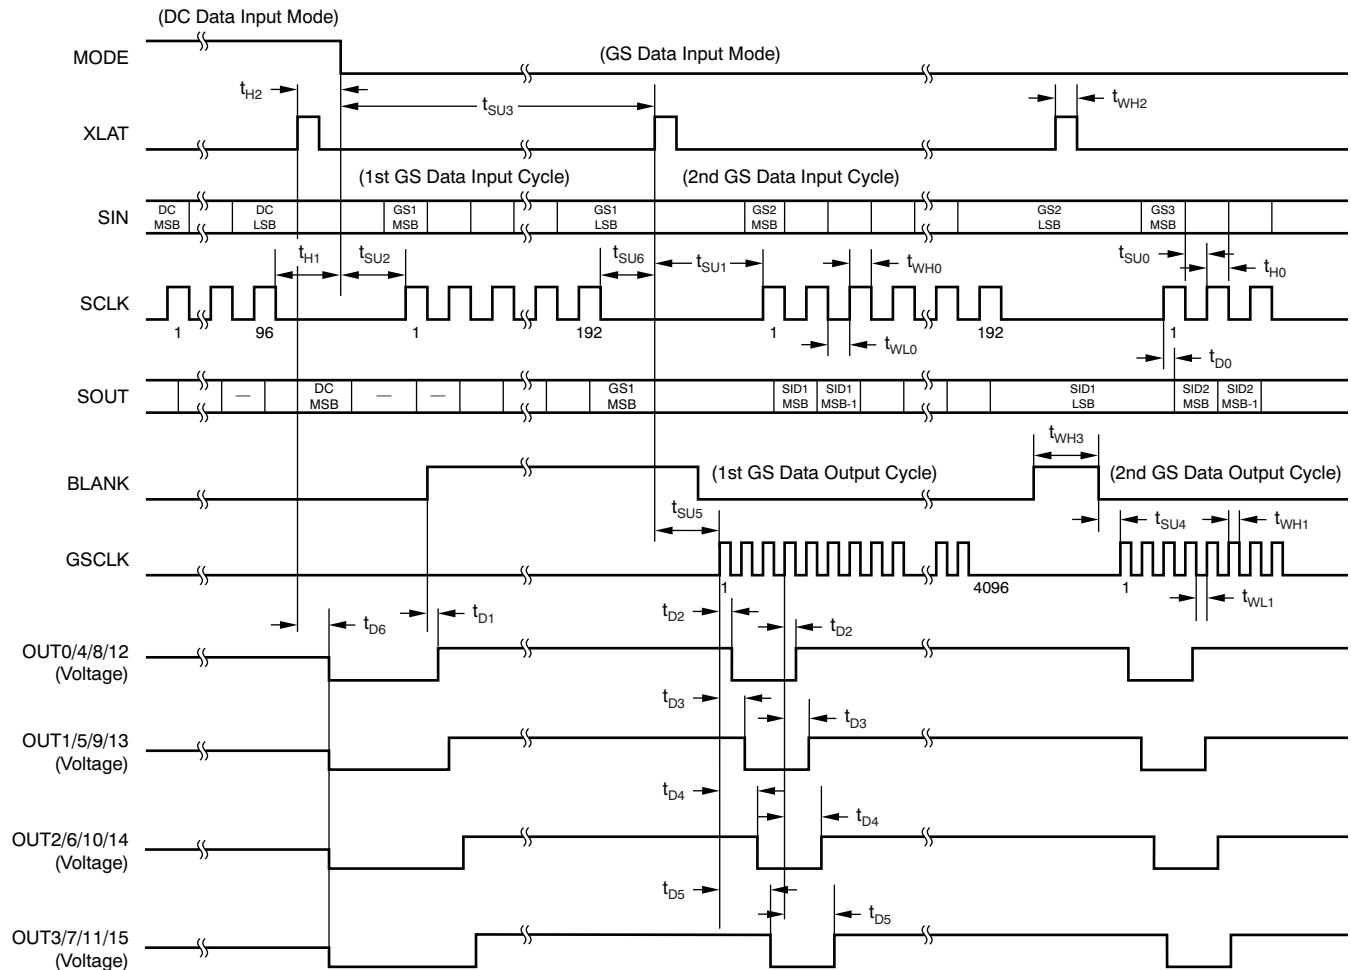 (DC Data Input Mode)
MODE
(GS Data Input Mode)
tH2
tSU3
tWH2
XLAT
(1st GS Data Input Cycle)
(2nd GS Data Input Cycle)
SIN
DC MSB
DC LSB
GS1 MSB
GS1 LSB
GS2 MSB
GS2 LSB
GS3 MSB
tH1
tSU2
tSU6
tSU1
tWH0
tSU0
tH0
SCLK
1
96
1
192
1
192
1
tWL0
tD0
SOUT
—
DC MSB
—
—
GS1 MSB
SID1 MSB
SID1 MSB-1
SID1 LSB
SID2 MSB
SID2 MSB-1
tWH3
BLANK
(1st GS Data Output Cycle)
(2nd GS Data Output Cycle)
tSU5
tSU4
tWH1
GSCLK
1
4096
1
tWL1
tD6
tD1
tD2
tD2
OUT0/4/8/12
(Voltage)
tD3
tD3
OUT1/5/9/13
(Voltage)
tD4
tD4
OUT2/6/10/14
(Voltage)
tD5
tD5
OUT3/7/11/15
(Voltage)